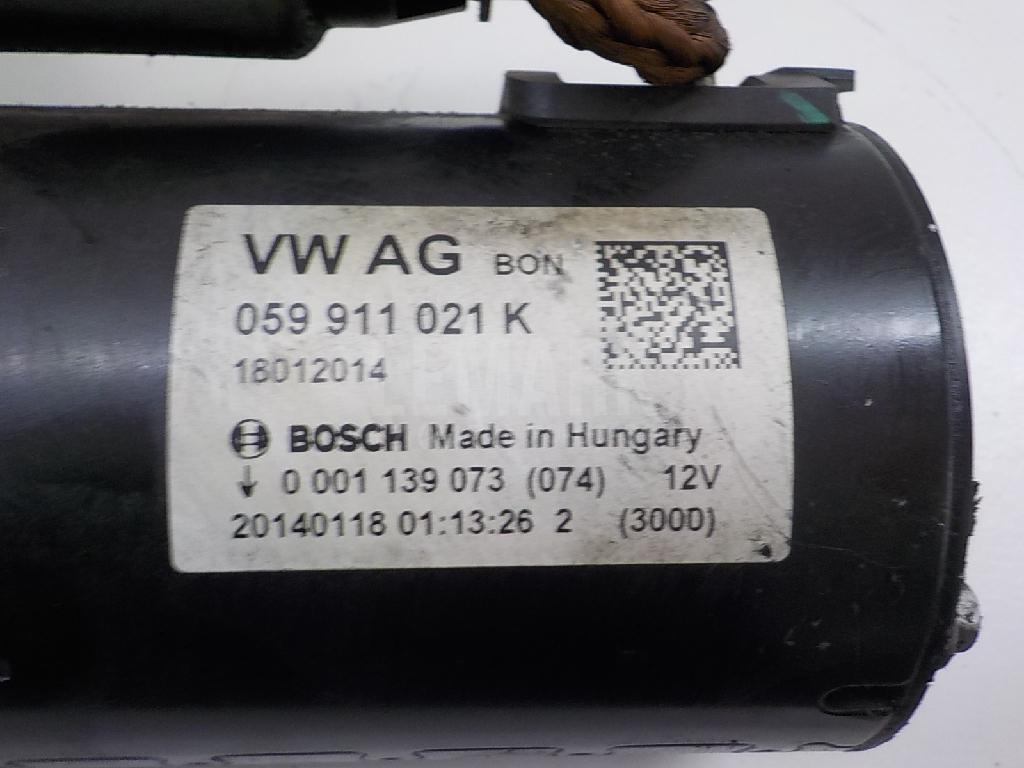 VW AG BON
059 911 021 K
18012014
BOSCH Made in Hungary
↓ 0 001 139 073 (074) 12V
20140118 01:13:26 2 (3000)